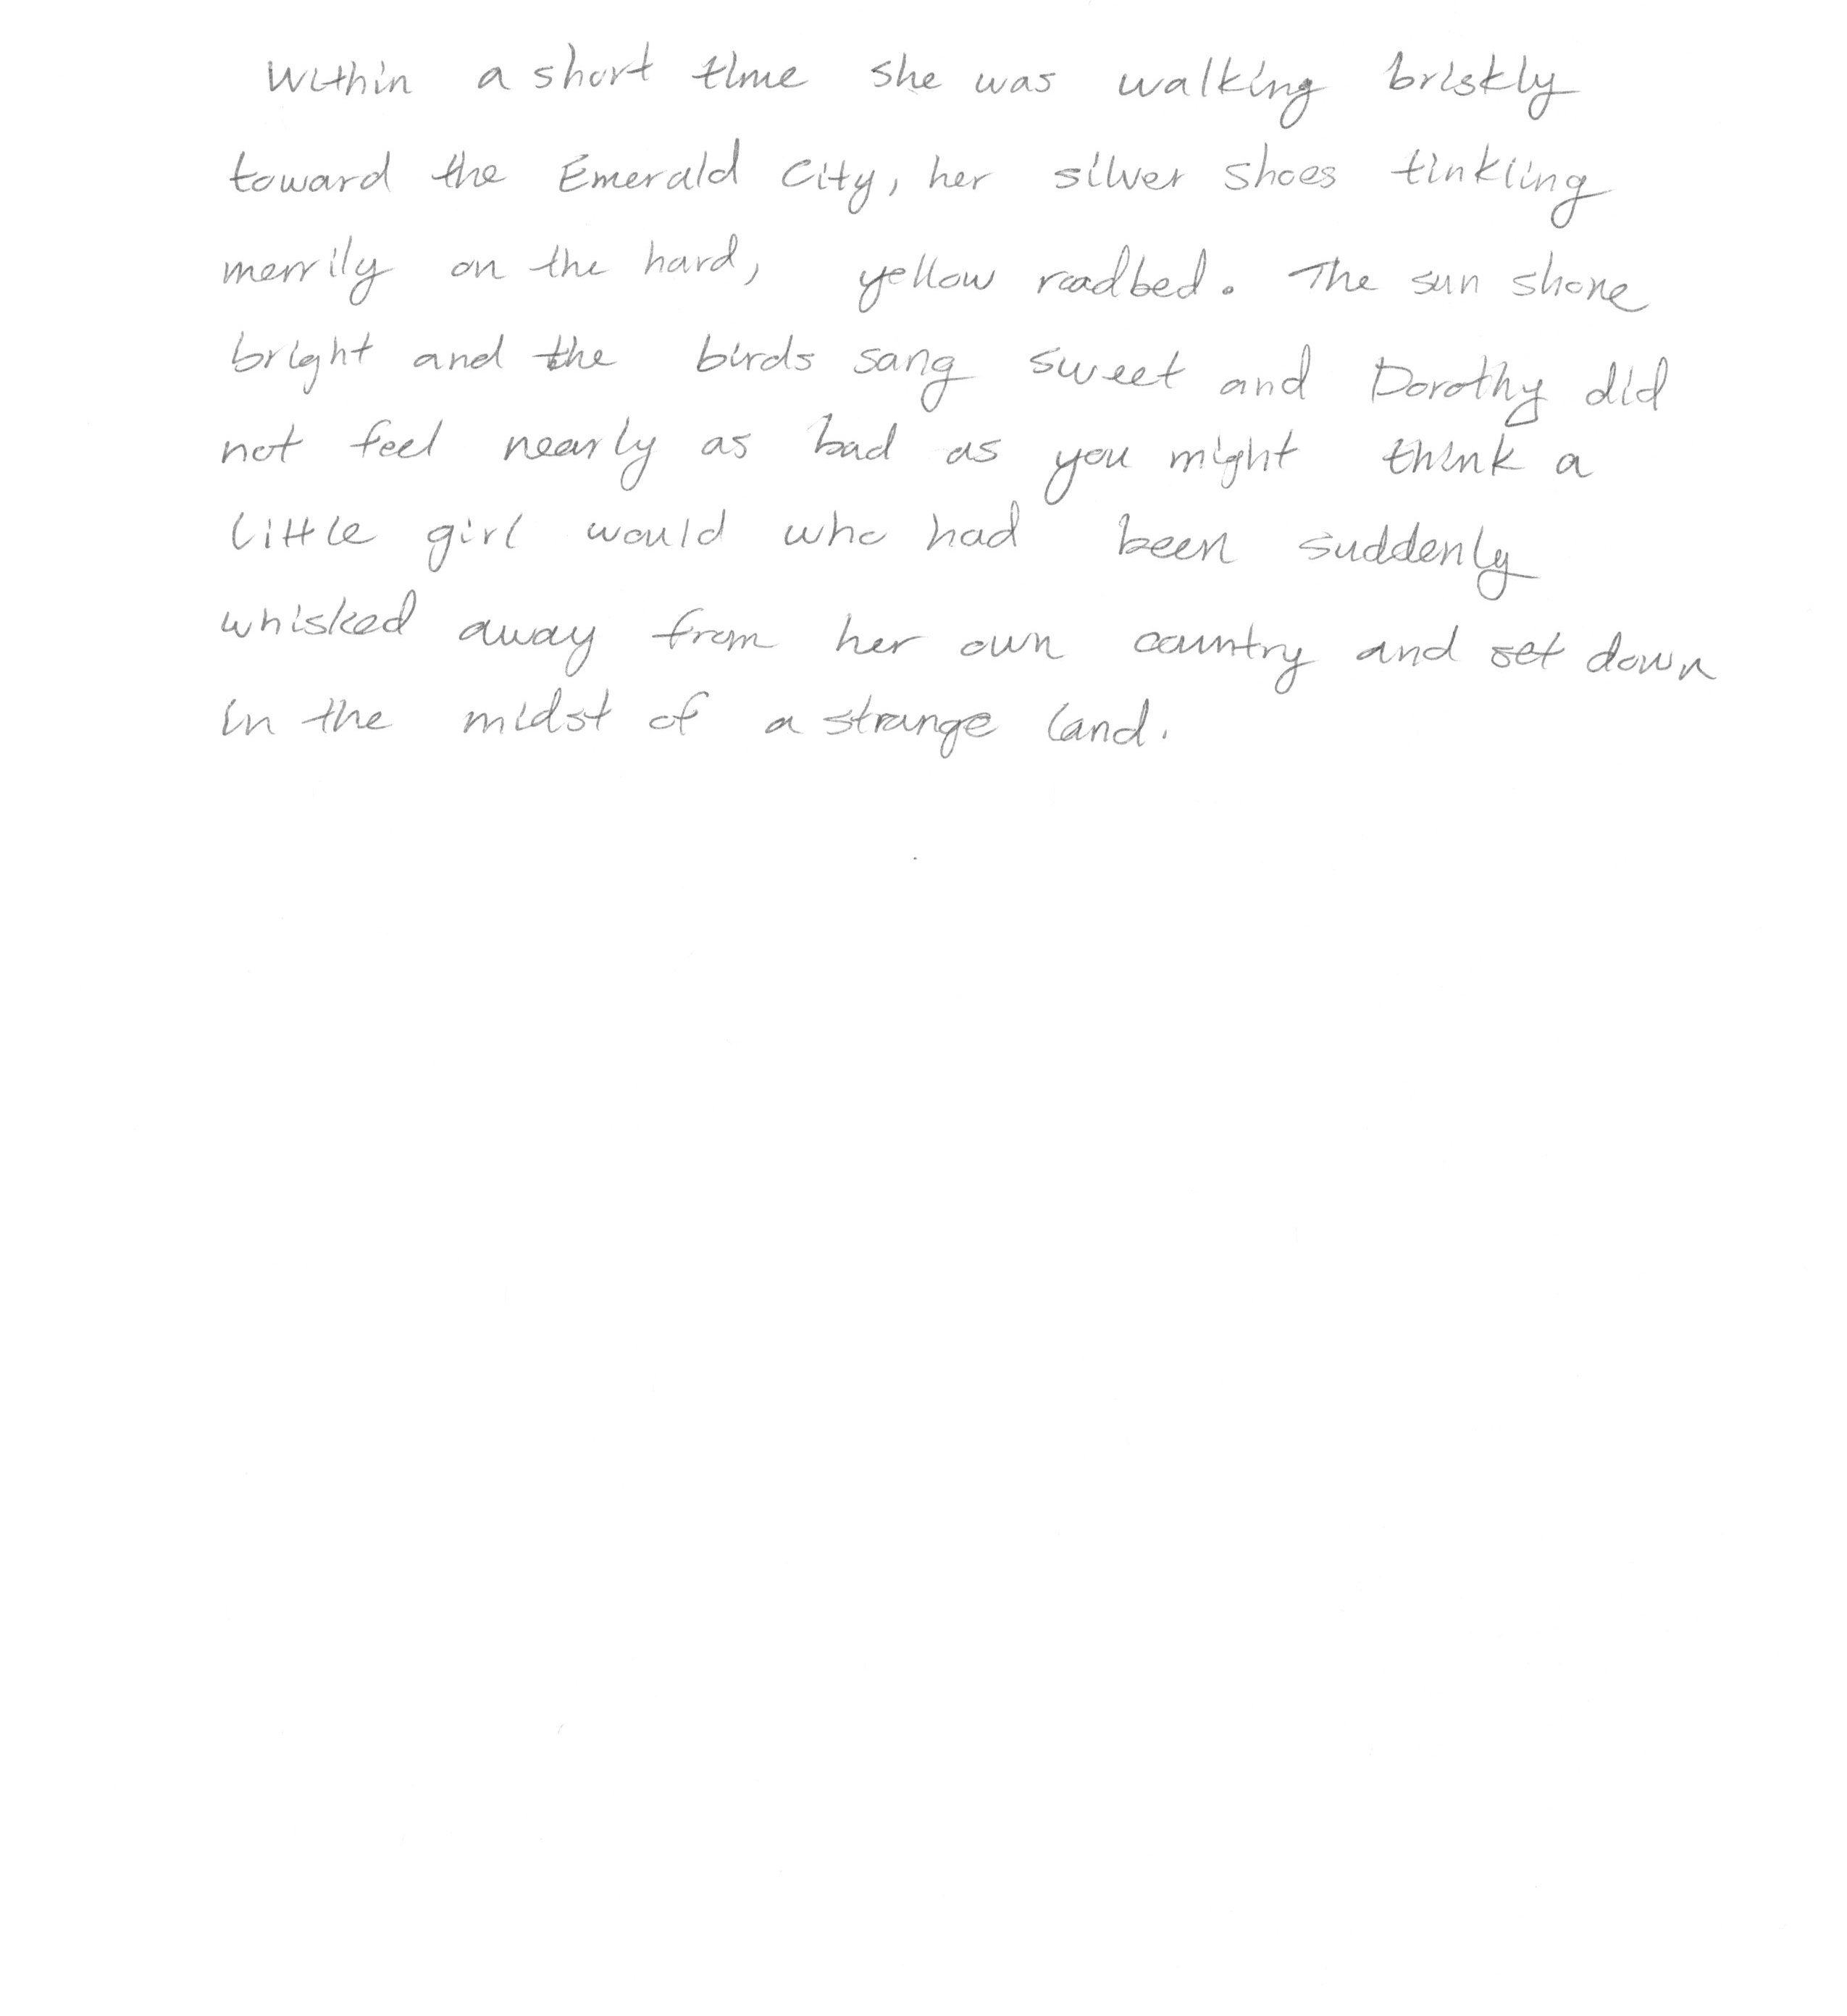 Within a short time she was walking briskly
toward the Emerald City, her silver shoes tinkling
merrily on the hard, yellow roadbed. The sun shone
bright and the birds sang sweet and Dorothy did
not feel nearly as bad as you might think a
little girl would who had been suddenly
whisked away from her own country and set down
in the midst of a strange land.